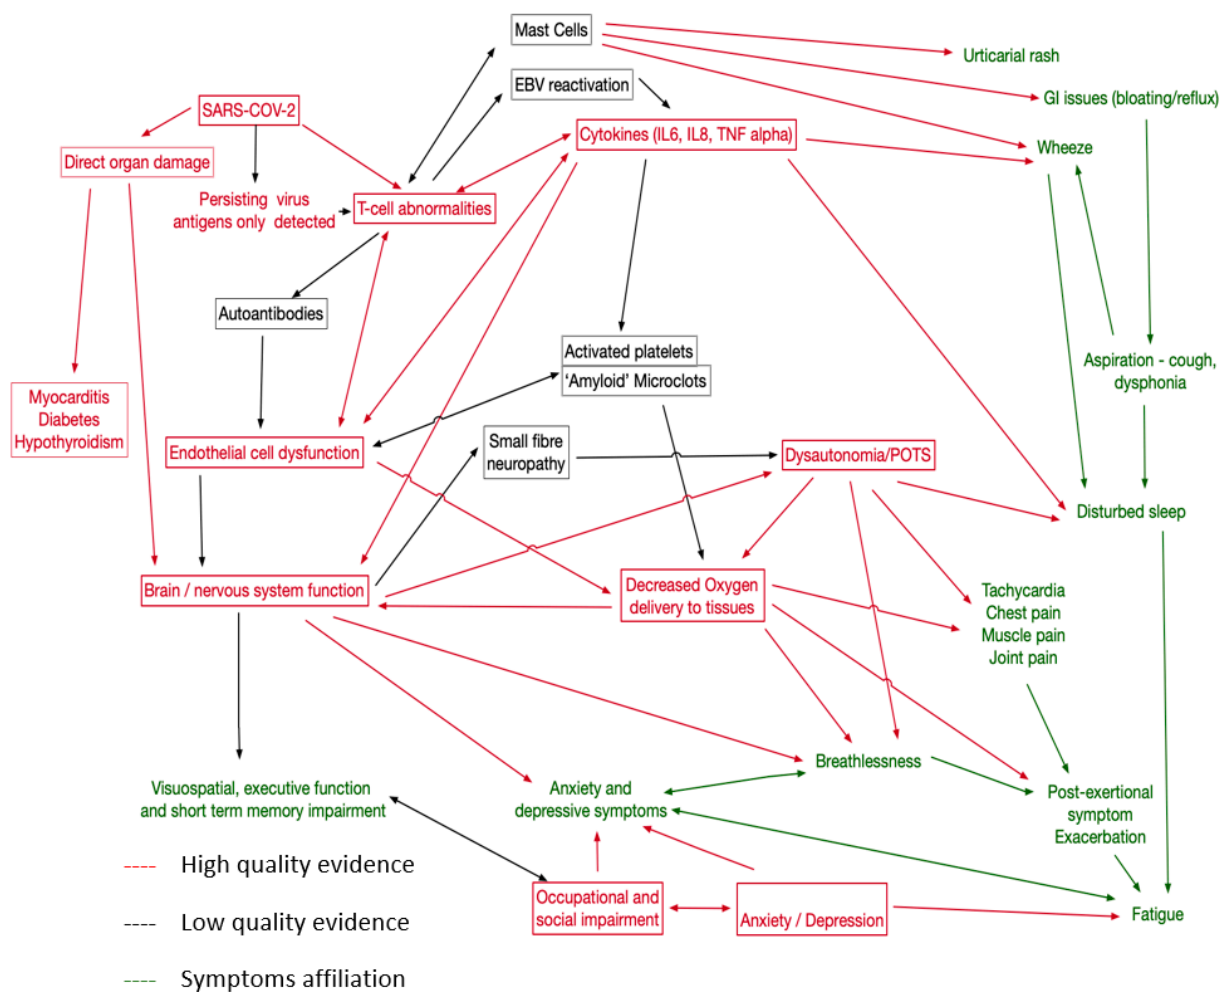 Mast Cells
Urticarial rash
EBV reactivation
GI issues (bloating/reflux)
SARS-COV-2
Cytokines (IL6, IL8, TNF alpha)
Wheeze
Direct organ damage
Persisting virus
antigens only detected
T-cell abnormalities
Autoantibodies
Activated platelets
'Amyloid' Microclots
Aspiration - cough,
dysphonia
Myocarditis
Diabetes
Hypothyroidism
Endothelial cell dysfunction
Small fibre
neuropathy
Dysautonomia/POTS
Disturbed sleep
Brain / nervous system function
Decreased Oxygen
delivery to tissues
Tachycardia
Chest pain
Muscle pain
Joint pain
Breathlessness
Visuospatial, executive function
and short term memory impairment
Anxiety and
depressive symptoms
Post-exertional
symptom
Exacerbation
---- High quality evidence
Occupational and
social impairment
Anxiety / Depression
Fatigue
---- Low quality evidence
---- Symptoms affiliation